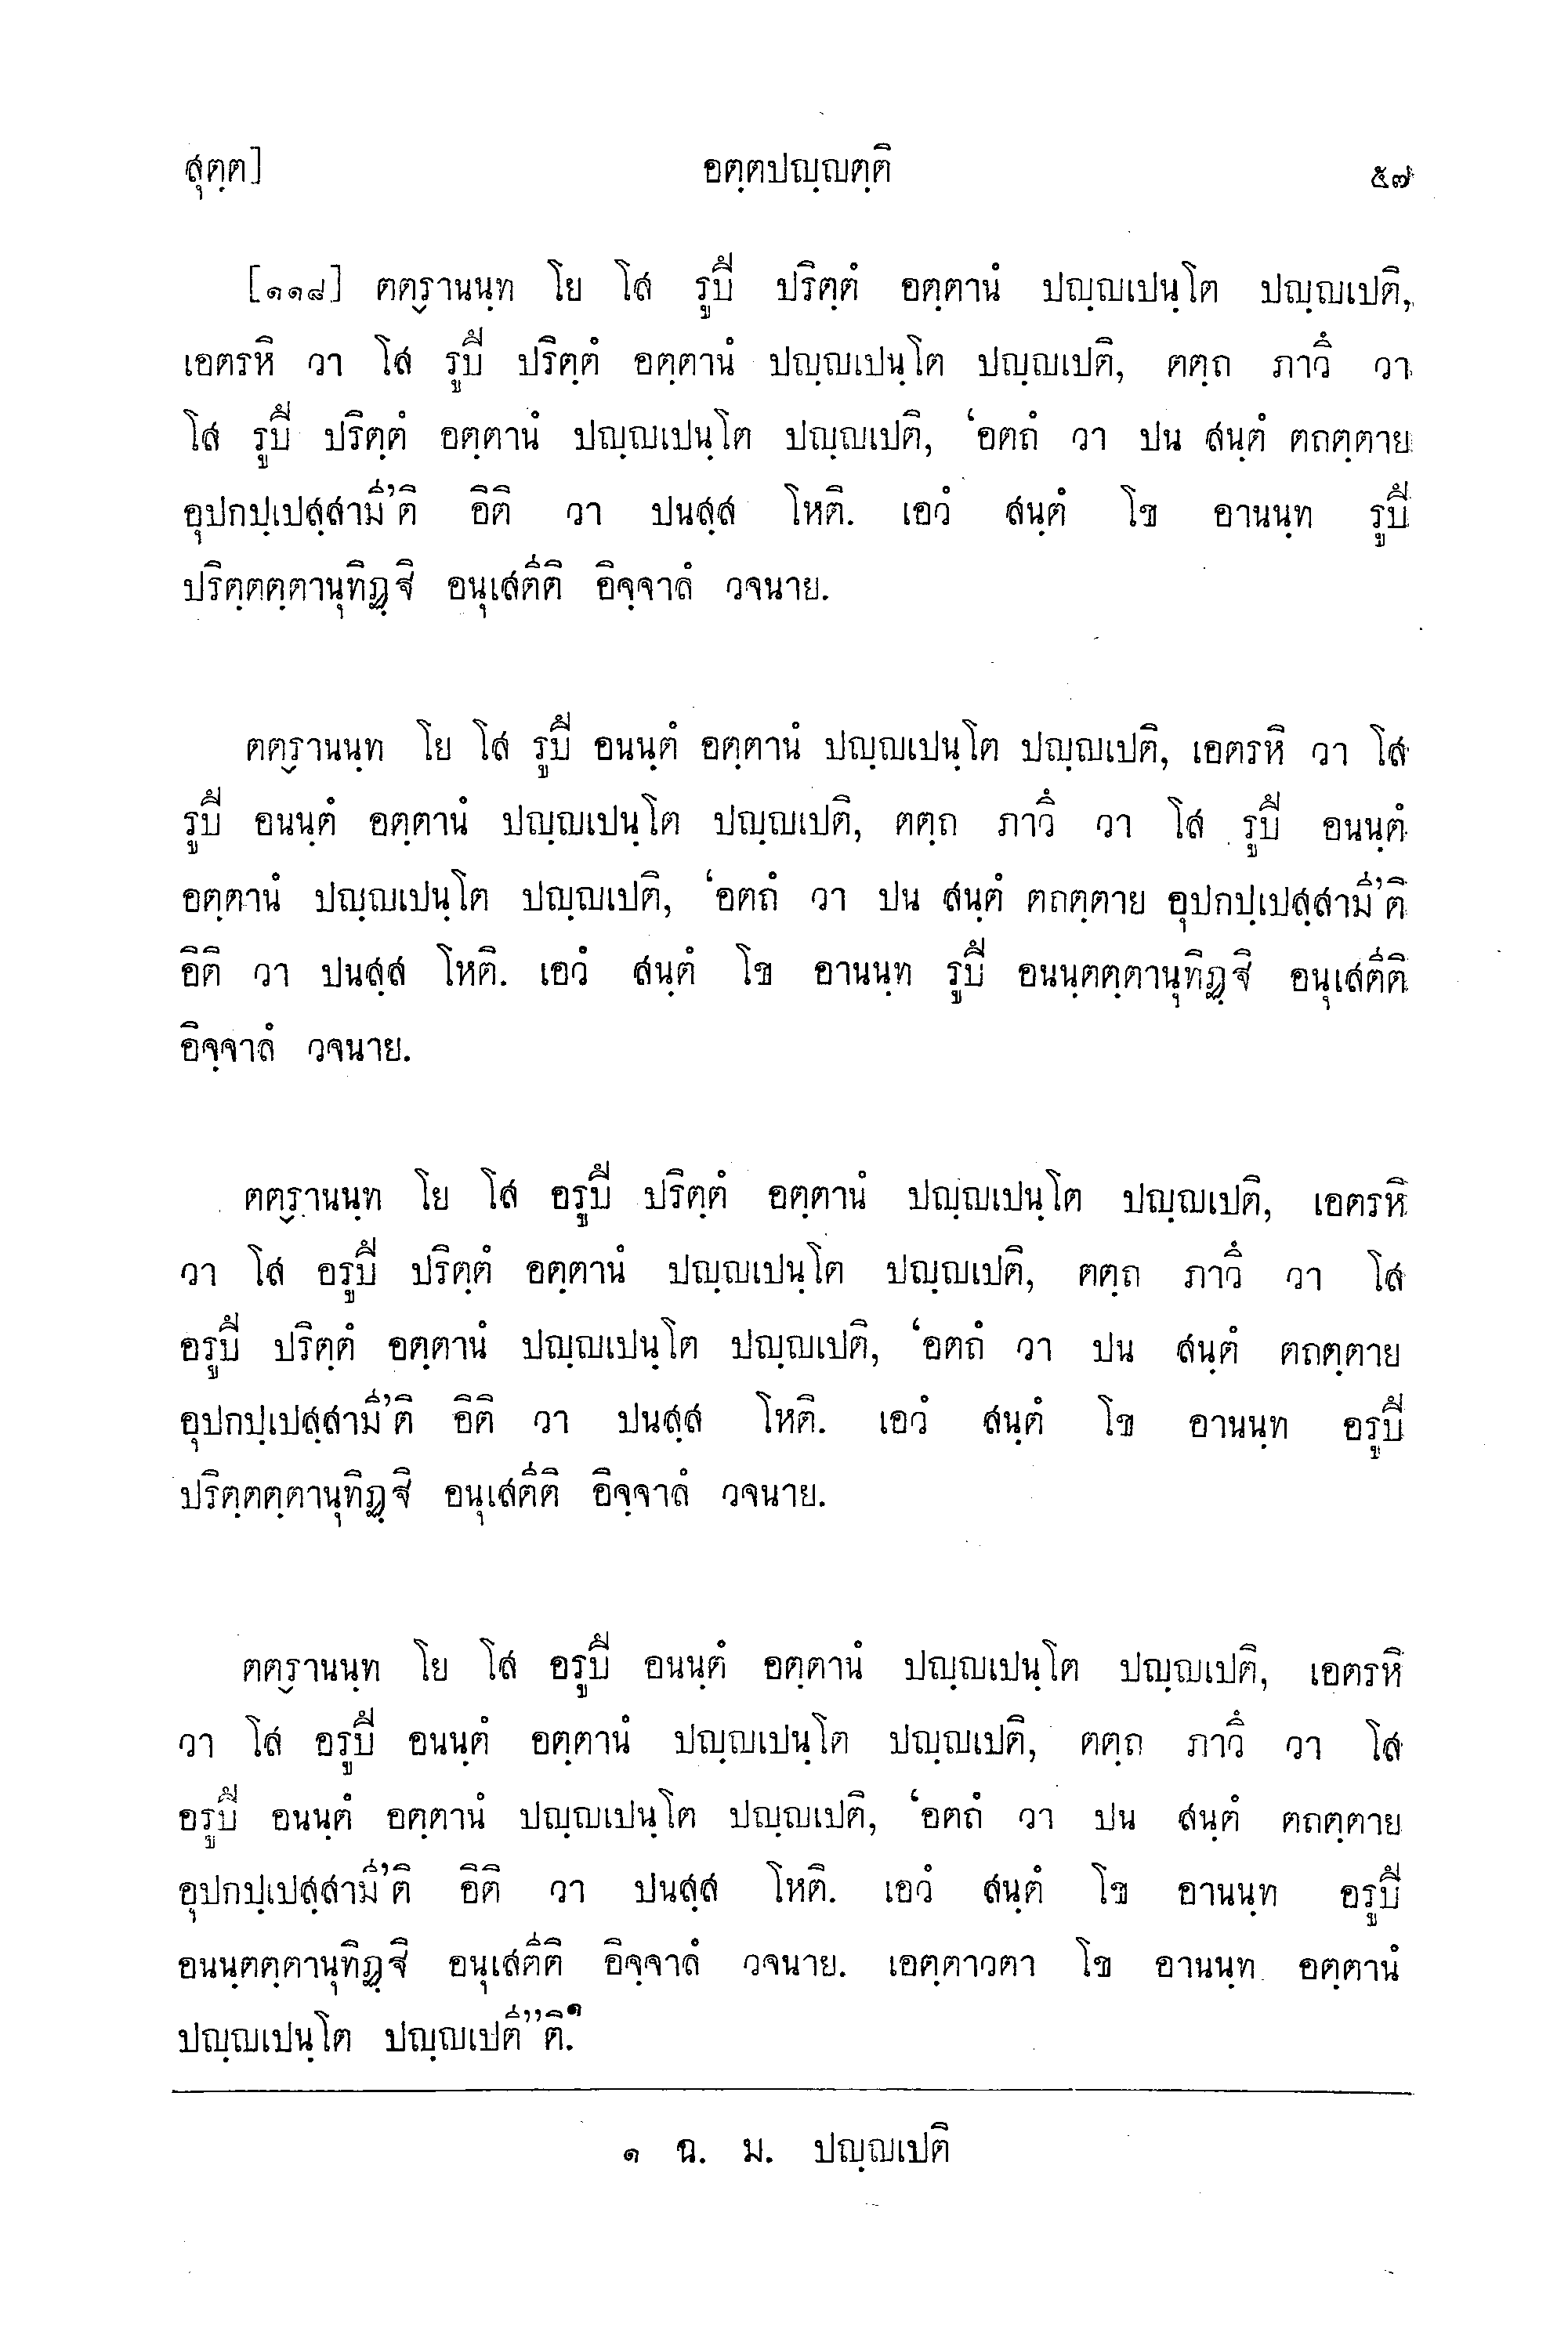 สุตฺต] อตฺตปญฺญตฺติ ๕๗
[๑๑๘] ตตฺรานนฺท โย โส รูปึ ปริตฺตํ อตฺตานํ ปญฺญเปนฺโต ปญฺญเปติ,
เอตรหิ วา โส รูปึ ปริตฺตํ อตฺตานํ ปญฺญเปนฺโต ปญฺญเปติ, ตตฺถ ภาวึ วา
โส รูปึ ปริตฺตํ อตฺตานํ ปญฺญเปนฺโต ปญฺญเปติ, ‘อตถํ วา ปน สนฺตํ ตถตฺตาย
อุปกปฺเปสฺสามี’ติ อิติ วา ปนสฺส โหติ. เอวํ สนฺตํ โข อานนฺท รูปึ
ปริตฺตตฺตานุทิฏฺฐิ อนุเสตีติ อิจฺจาลํ วจนาย.
ตตฺรานนฺท โย โส รูปึ อนนฺตํ อตฺตานํ ปญฺญเปนฺโต ปญฺญเปติ, เอตรหิ วา โส
รูปึ อนนฺตํ อตฺตานํ ปญฺญเปนฺโต ปญฺญเปติ, ตตฺถ ภาวึ วา โส รูปึ อนนฺตํ
อตฺตานํ ปญฺญเปนฺโต ปญฺญเปติ, ‘อตถํ วา ปน สนฺตํ ตถตฺตาย อุปกปฺเปสฺสามี’ติ
อิติ วา ปนสฺส โหติ. เอวํ สนฺตํ โข อานนฺท รูปึ อนนฺตตฺตานุทิฏฺฐิ อนุเสตีติ
อิจฺจาลํ วจนาย.
ตตฺรานนฺท โย โส อรูปึ ปริตฺตํ อตฺตานํ ปญฺญเปนฺโต ปญฺญเปติ, เอตรหิ
วา โส อรูปึ ปริตฺตํ อตฺตานํ ปญฺญเปนฺโต ปญฺญเปติ, ตตฺถ ภาวึ วา โส
อรูปึ ปริตฺตํ อตฺตานํ ปญฺญเปนฺโต ปญฺญเปติ, ‘อตถํ วา ปน สนฺตํ ตถตฺตาย
อุปกปฺเปสฺสามี’ติ อิติ วา ปนสฺส โหติ. เอวํ สนฺตํ โข อานนฺท อรูปึ
ปริตฺตตฺตานุทิฏฺฐิ อนุเสตีติ อิจฺจาลํ วจนาย.
ตตฺรานนฺท โย โส อรูปึ อนนฺตํ อตฺตานํ ปญฺญเปนฺโต ปญฺญเปติ, เอตรหิ
วา โส อรูปึ อนนฺตํ อตฺตานํ ปญฺญเปนฺโต ปญฺญเปติ, ตตฺถ ภาวึ วา โส
อรูปึ อนนฺตํ อตฺตานํ ปญฺญเปนฺโต ปญฺญเปติ, ‘อตถํ วา ปน สนฺตํ ตถตฺตาย
อุปกปฺเปสฺสามี’ติ อิติ วา ปนสฺส โหติ. เอวํ สนฺตํ โข อานนฺท อรูปึ
อนนฺตตฺตานุทิฏฺฐิ อนุเสตีติ อิจฺจาลํ วจนาย. เอตฺตาวตา โข อานนฺท อตฺตานํ
ปญฺญเปนฺโต ปญฺญเปตี”ติ.๑
๑ ฉ. ม. ปญฺญเปติ